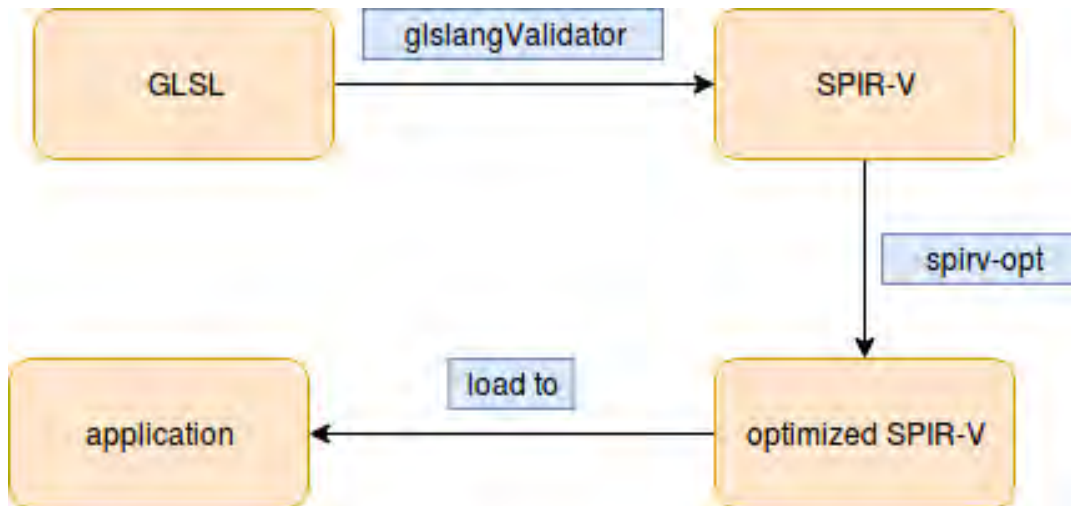 glslangValidator
GLSL
SPIR-V
spirv-opt
load to
application
optimized SPIR-V